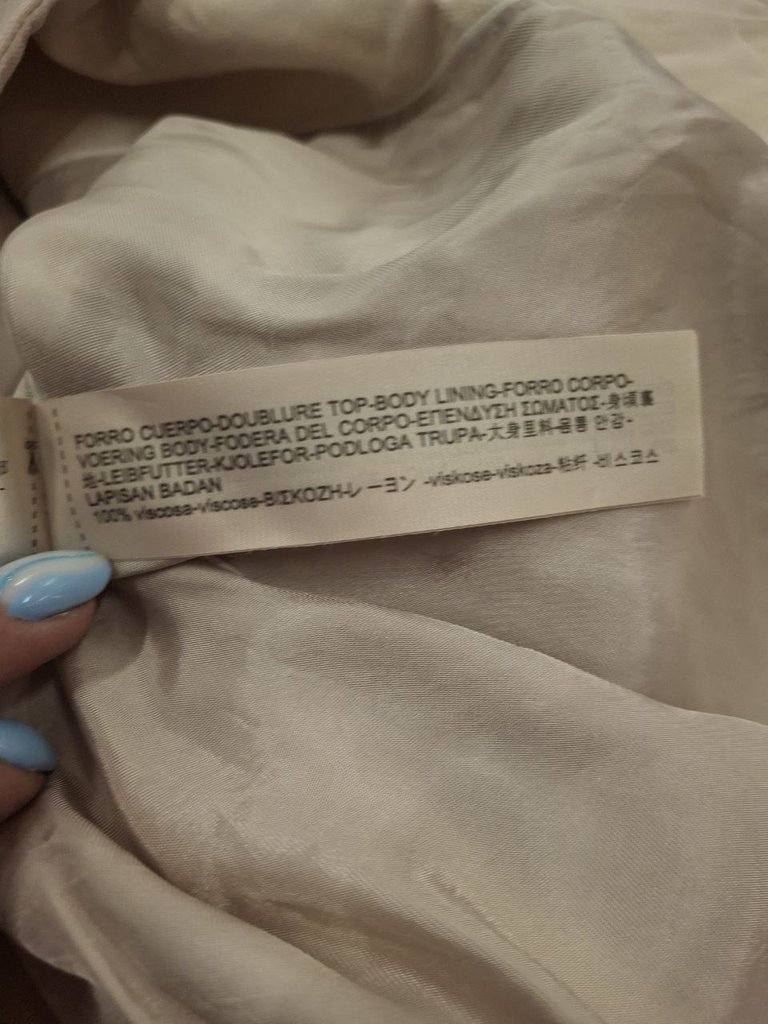 FORRO CUERPO-DOUBLURE TOP-BODY LINING-FORRO CORPO-
VOERING BODY-FODERA DEL CORPO-ΕΠΕΝΔΥΣΗ ΣΩΜΑΤΟΣ-身頃裏
地-LEIBFUTTER-KJOLEFOR-PODLOGA TRUPA-大身里料-몸통 안감-
LAPISAN BADAN
100% viscosa-viscose-ΒΙΣΚΟΖΗ-レーヨン -viskose-viskoza-粘纤 -비스코스